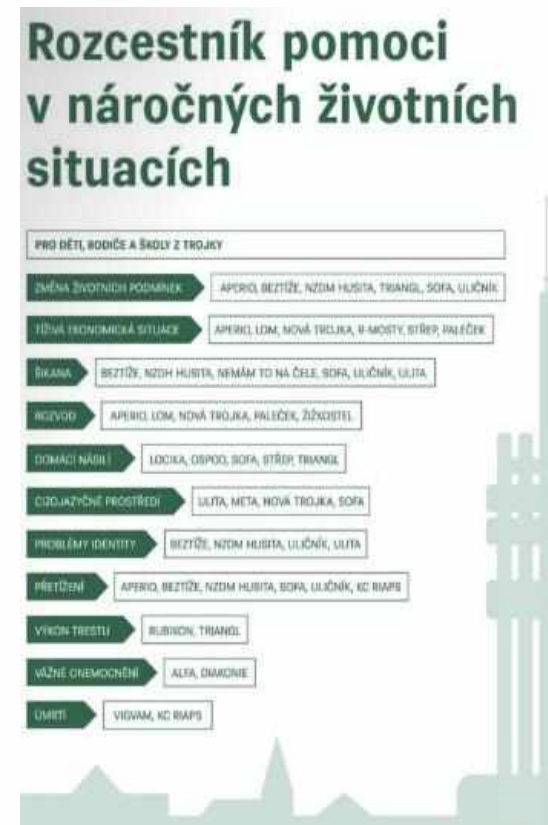 Rozcestník pomoci
v náročných životních
situacích
PRO DĚTI, RODIČE A ŠKOLY Z TROJKY
ZMĚNA ŽIVOTNÍCH PODMÍNEK APERIO, BEZTÍŽE, NZDM HUSITA, TRIANGL, SOFA, ULIČNÍK
TÍŽIVÁ EKONOMICKÁ SITUACE APERIO, LOM, NOVÁ TROJKA, R-MOSTY, STŘEP, PALEČEK
ŠIKANA BEZTÍŽE, NZDH HUSITA, NEMÁM TO NA ČELE, SOFA, ULIČNÍK, ULITA
ROZVOD APERIO, LOM, NOVÁ TROJKA, PALEČEK, ŽIŽKOSTEL
DOMÁCÍ NÁSILÍ LOCIKA, OSPOD, SOFA, STŘEP, TRIANGL
CIZOJAZYČNÉ PROSTŘEDÍ ULITA, META, NOVÁ TROJKA, SOFA
PROBLÉMY IDENTITY BEZTÍŽE, NZDM HUSITA, ULIČNÍK, ULITA
PŘETÍŽENÍ APERIO, BEZTÍŽE, NZDM HUSITA, SOFA, ULIČNÍK, KC RIAPS
VÝKON TRESTU RUBIKON, TRIANGL
VÁŽNÉ ONEMOCNĚNÍ ALFA, DIAKONIE
ÚMRTÍ VIGVAM, KC RIAPS